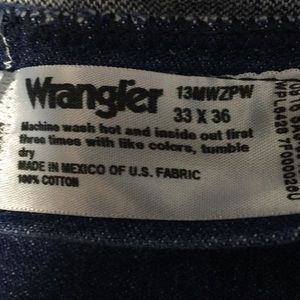 Wrangler
13MWZPW
33 X 36
Machine wash hot and inside out first
three times with like colors, tumble
dry
MADE IN MEXICO OF U.S. FABRIC
100% COTTON